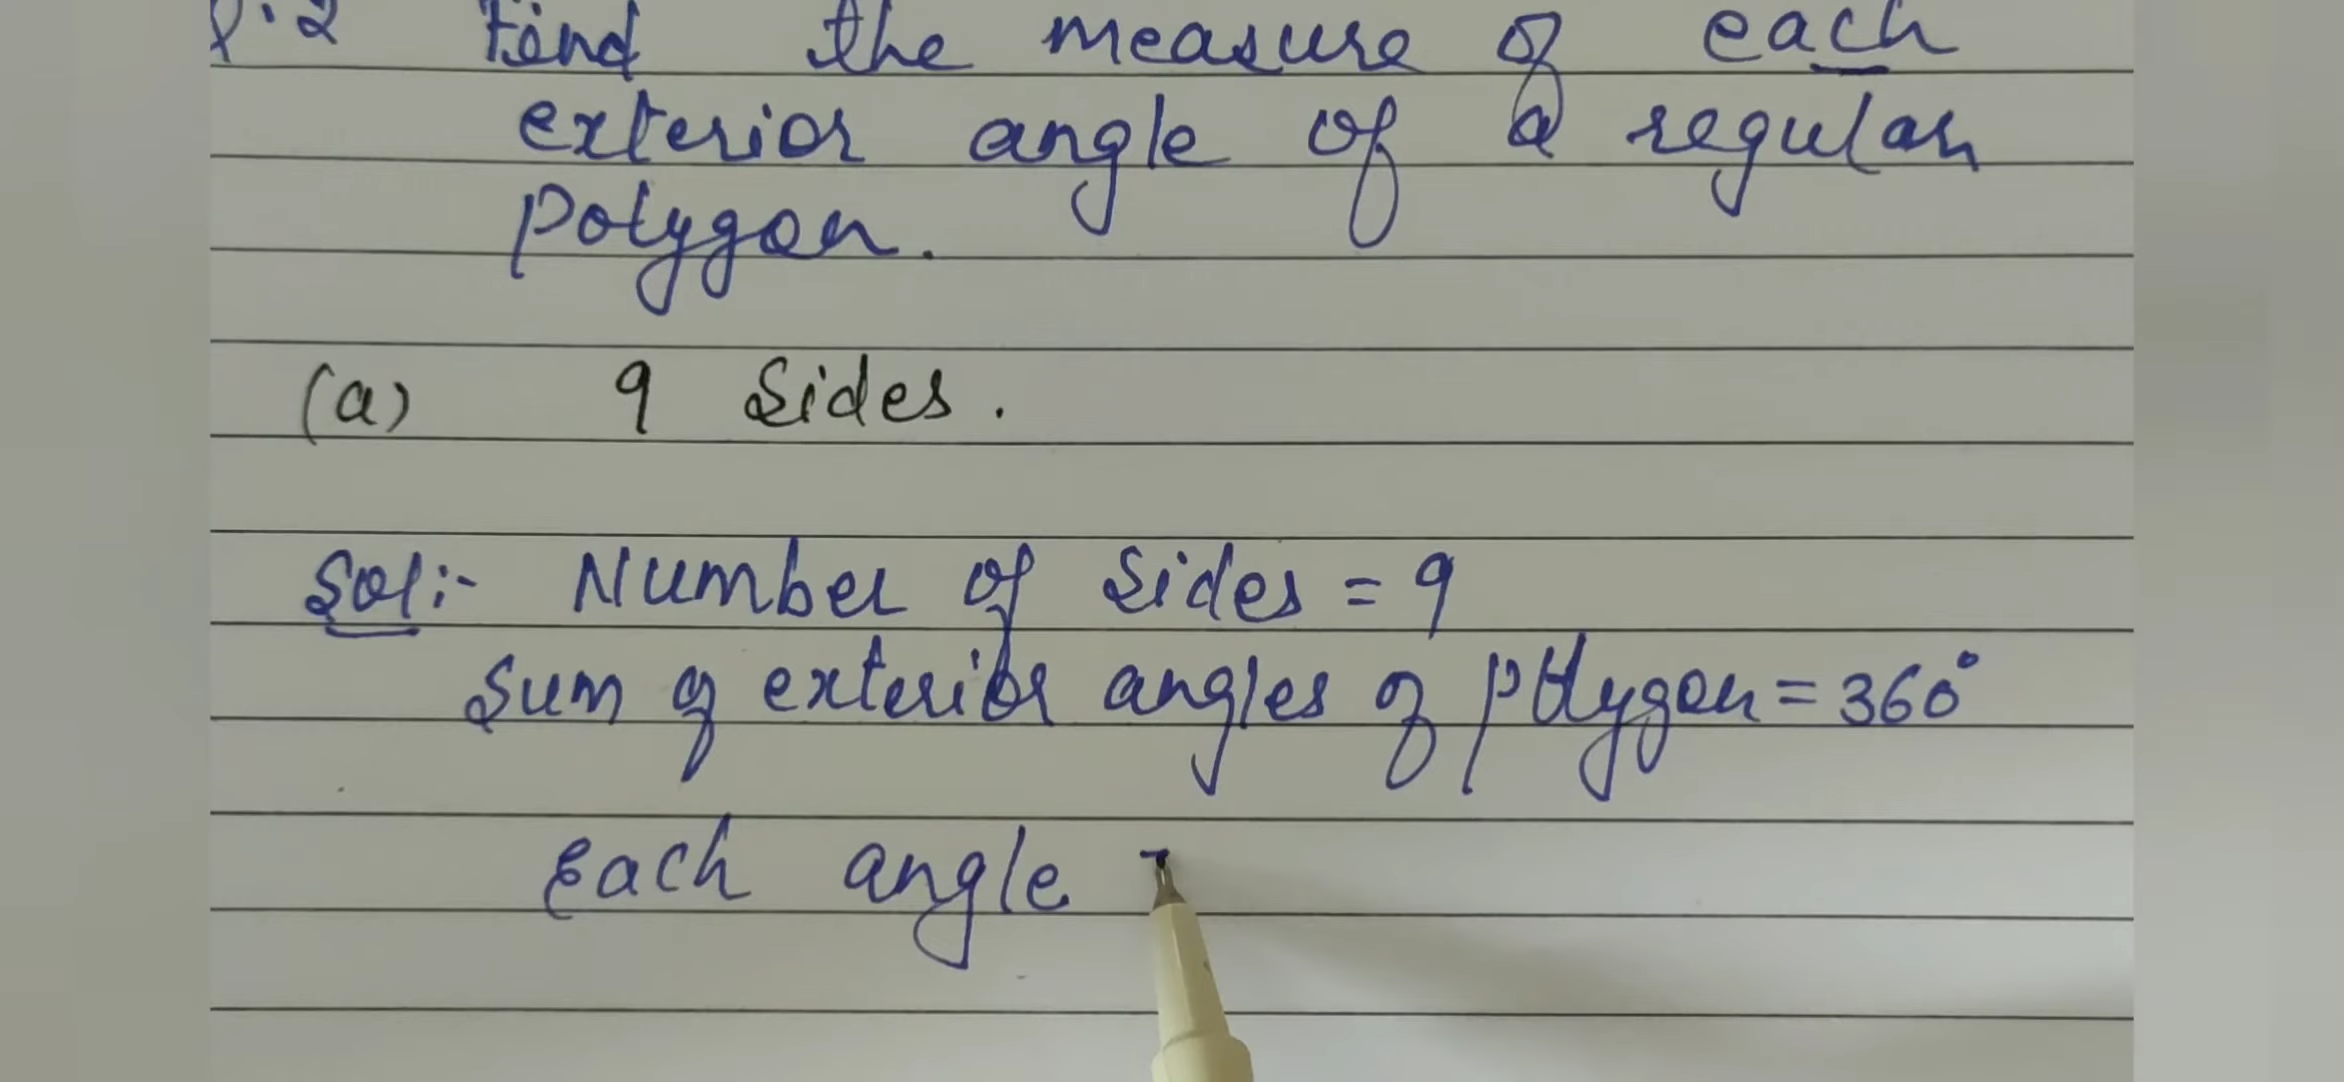 Q.2 Find the measure of each
exterior angle of a regular
polygon.
(a) 9 Sides.
Sol:- Number of sides = 9
Sum of exterior angles of polygon = 360°
each angle